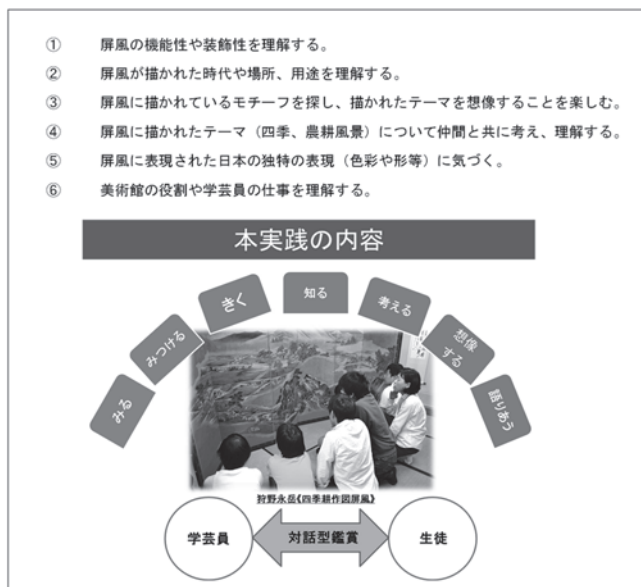 ① 屏風の機能性や装飾性を理解する。
② 屏風が描かれた時代や場所、用途を理解する。
③ 屏風に描かれているモチーフを探し、描かれたテーマを想像することを楽しむ。
④ 屏風に描かれたテーマ（四季、農耕風景）について仲間と共に考え、理解する。
⑤ 屏風に表現された日本の独特の表現（色彩や形等）に気づく。
⑥ 美術館の役割や学芸員の仕事を理解する。
本実践の内容
みる
みつける
きく
知る
考える
想像
する
語りあう
狩野永岳《四季耕作図屏風》
学芸員
対話型鑑賞
生徒